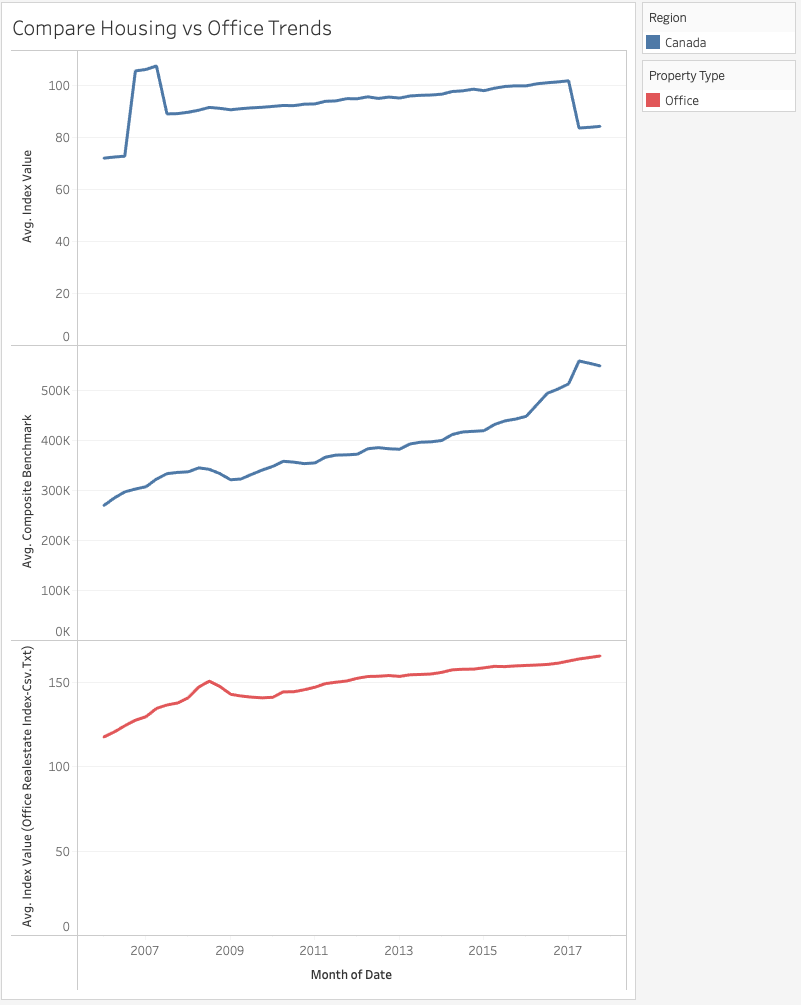 Compare Housing vs Office Trends
Avg. Index Value
100
80
60
40
20
0
Avg. Composite Benchmark
500K
400K
300K
200K
100K
0K
Avg. Index Value (Office Realestate Index-Csv.Txt)
150
100
50
0
2007 2009 2011 2013 2015 2017
Month of Date
Region
Canada
Property Type
Office